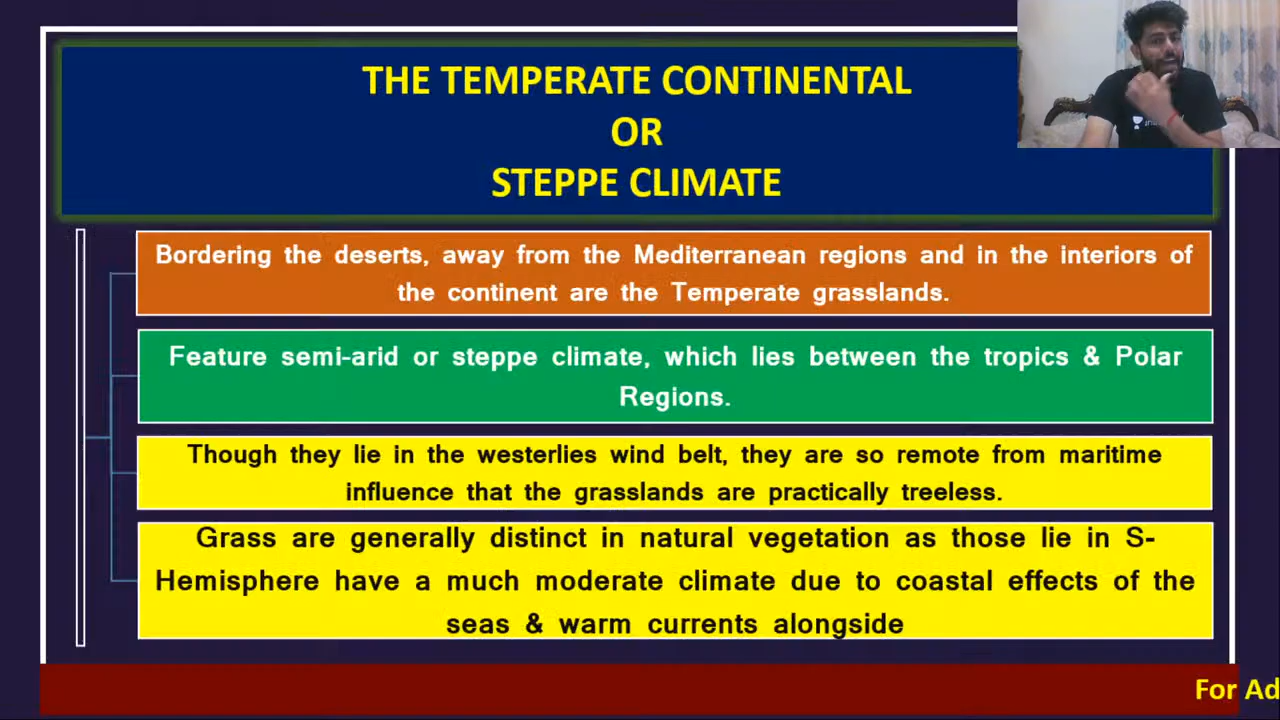 THE TEMPERATE CONTINENTAL
OR
STEPPE CLIMATE
Bordering the deserts, away from the Mediterranean regions and in the interiors of
the continent are the Temperate grasslands.
Feature semi-arid or steppe climate, which lies between the tropics & Polar
Regions.
Though they lie in the westerlies wind belt, they are so remote from maritime
influence that the grasslands are practically treeless.
Grass are generally distinct in natural vegetation as those lie in S-
Hemisphere have a much moderate climate due to coastal effects of the
seas & warm currents alongside
For Ad